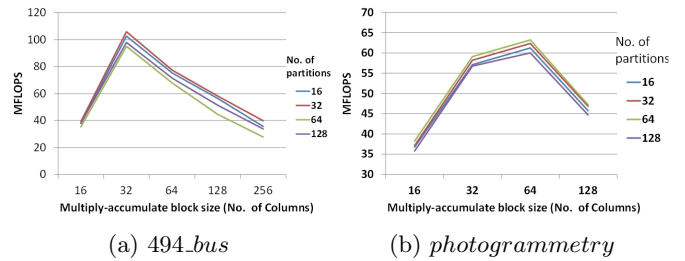 120
100
80
60
40
20
0
MFLOPS
16 32 64 128 256
Multiply-accumulate block size (No. of Columns)
No. of
partitions
16
32
64
128
(a) 494_bus
70
65
60
55
50
45
40
35
30
MFLOPS
16 32 64 128
Multiply-accumulate block size (No. of Columns)
No. of
partitions
16
32
64
128
(b) photogrammetry